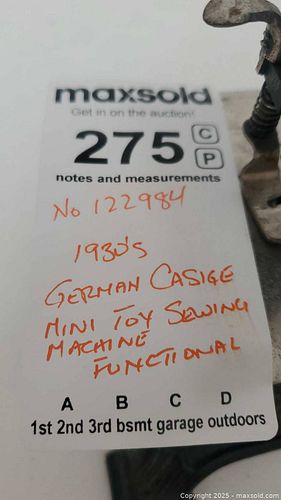 maxsold
Get in on the auction!
275 C
P
notes and measurements
No 122984
1930's
GERMAN CASIGE
MINI TOY SEWING
MACHINE
FUNCTIONAL
A B C D
1st 2nd 3rd bsmt garage outdoors
Copyright 2025 - maxsold.com